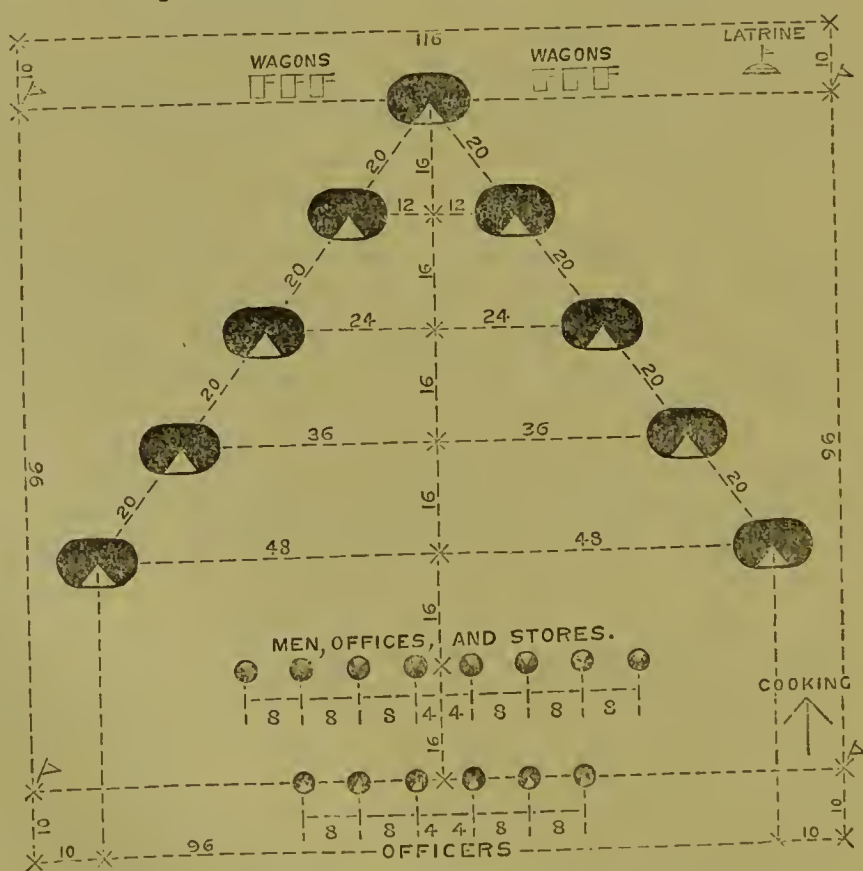 116
10 WAGONS WAGONS LATRINE 10
20 16 20
12 12
20 16 20
24 24
20 16 20
36 36
96 20 16 20 96
48 48
16
MEN, OFFICES, AND STORES.
COOKING
8 8 8 4 4 8 8 8
16
8 8 4 4 8 8
10 10
10 96 10
OFFICERS